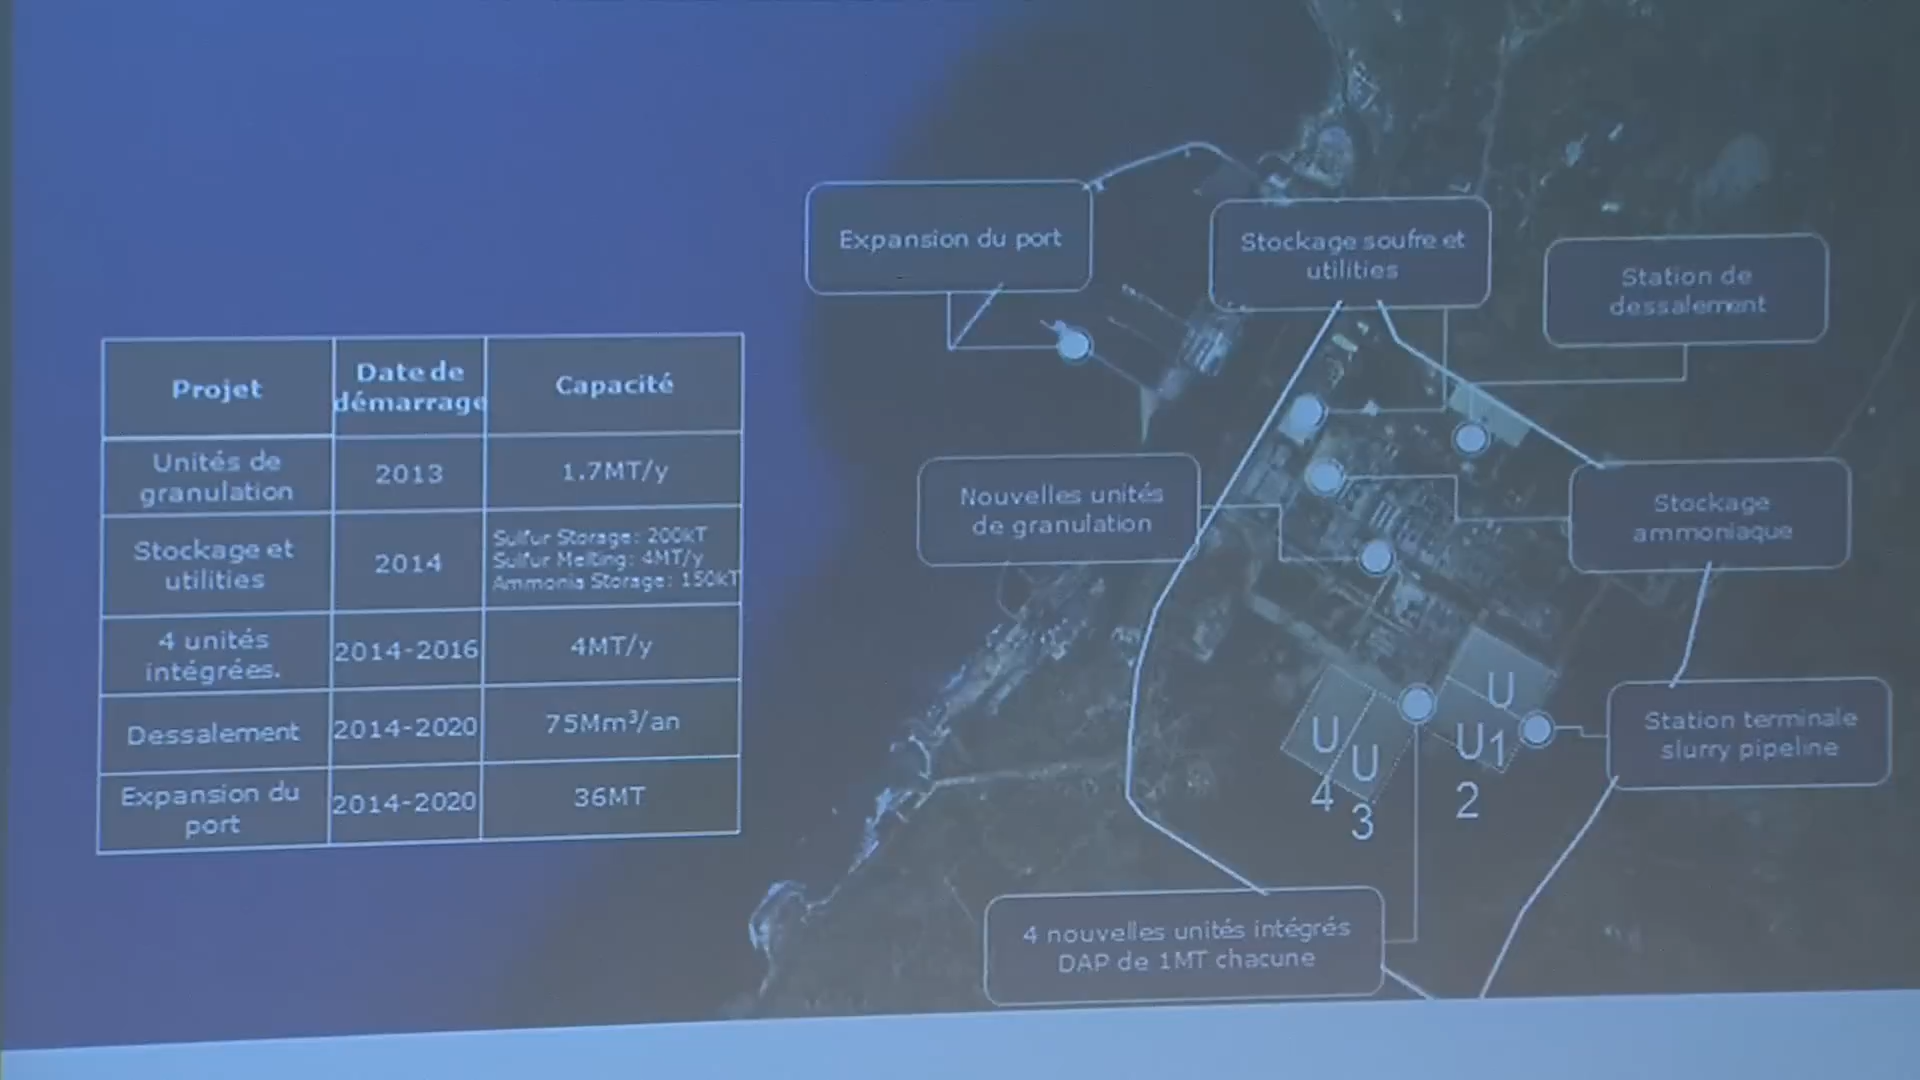 Projet
Date de
démarrage
Capacité
Unités de
granulation
2013
1.7MT/y
Stockage et
utilities
2014
Sulfur Storage: 200kT
Sulfur Melting: 4MT/y
Ammonia Storage: 150kT
4 unités
intégrées.
2014-2016
4MT/y
Dessalement
2014-2020
75Mm³/an
Expansion du
port
2014-2020
36MT
Expansion du port
Stockage soufre et
utilities
Station de
dessalement
Nouvelles unités
de granulation
Stockage
ammoniaque
Station terminale
slurry pipeline
U
4
U
3
U
1
U
2
4 nouvelles unités intégrés
DAP de 1MT chacune